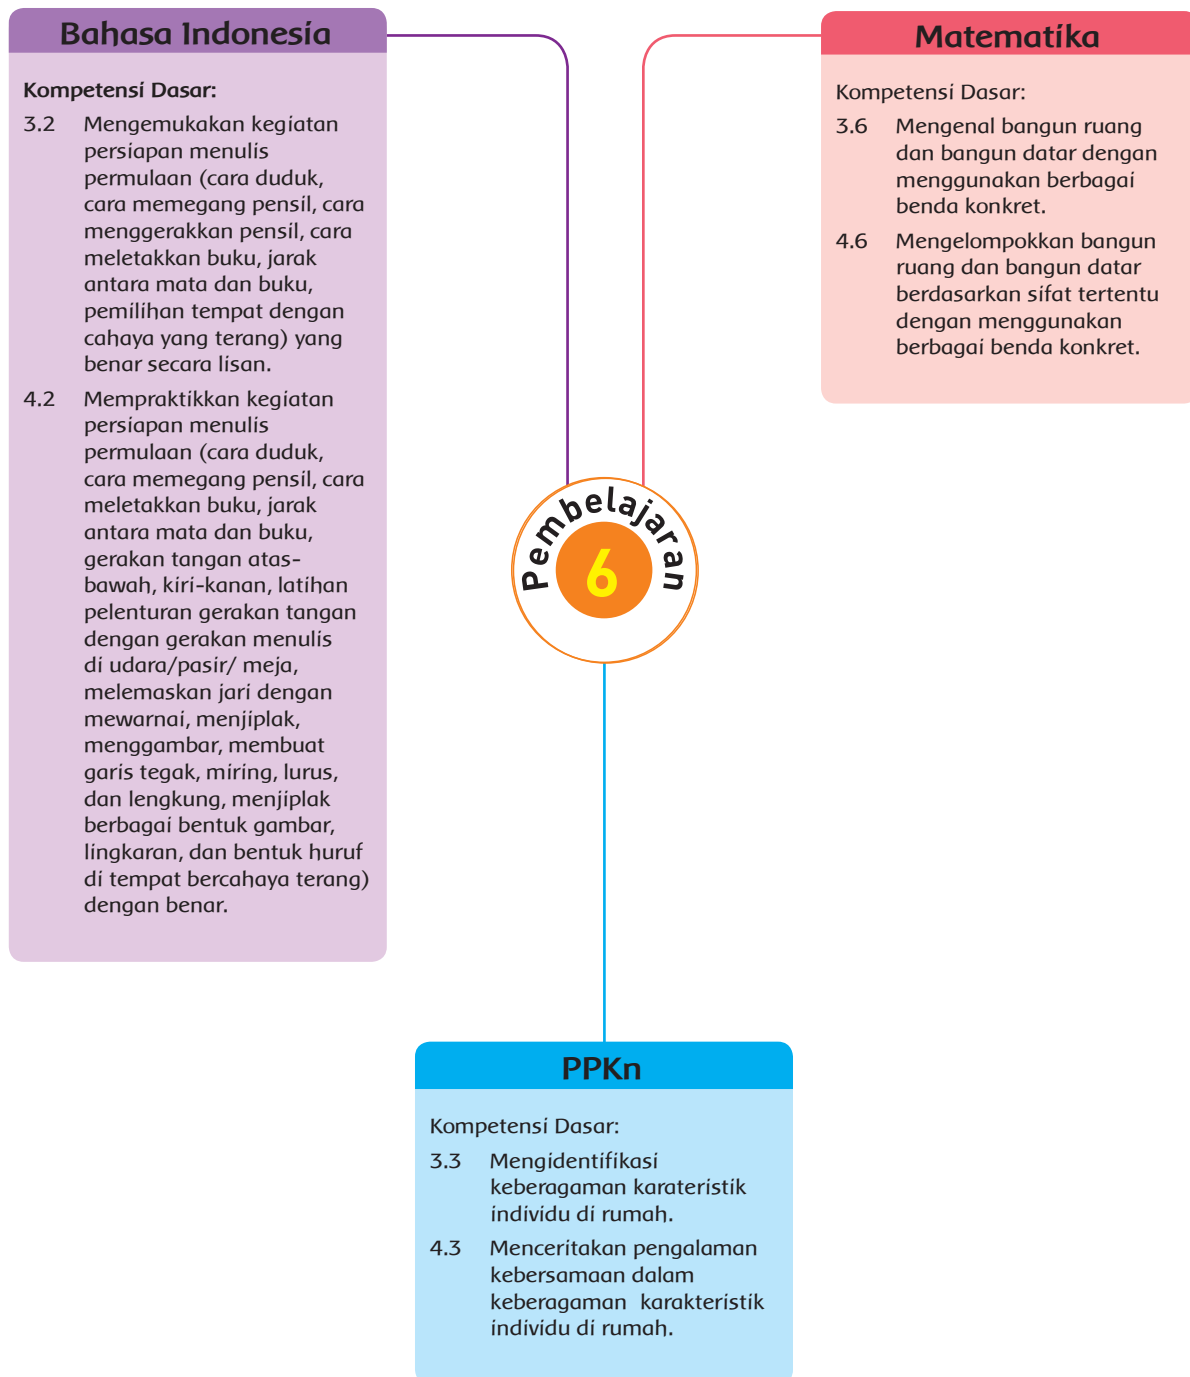 Bahasa Indonesia
Kompetensi Dasar:
3.2 Mengemukakan kegiatan
persiapan menulis
permulaan (cara duduk,
cara memegang pensil, cara
menggerakkan pensil, cara
meletakkan buku, jarak
antara mata dan buku,
pemilihan tempat dengan
cahaya yang terang) yang
benar secara lisan.
4.2 Mempraktikkan kegiatan
persiapan menulis
permulaan (cara duduk,
cara memegang pensil, cara
meletakkan buku, jarak
antara mata dan buku,
gerakan tangan atas-
bawah, kiri-kanan, latihan
pelenturan gerakan tangan
dengan gerakan menulis
di udara/pasir/ meja,
melemaskan jari dengan
mewarnai, menjiplak,
menggambar, membuat
garis tegak, miring, lurus,
dan lengkung, menjiplak
berbagai bentuk gambar,
lingkaran, dan bentuk huruf
di tempat bercahaya terang)
dengan benar.
Matematika
Kompetensi Dasar:
3.6 Mengenal bangun ruang
dan bangun datar dengan
menggunakan berbagai
benda konkret.
4.6 Mengelompokkan bangun
ruang dan bangun datar
berdasarkan sifat tertentu
dengan menggunakan
berbagai benda konkret.
Pembelajaran
6
PPKn
Kompetensi Dasar:
3.3 Mengidentifikasi
keberagaman karateristik
individu di rumah.
4.3 Menceritakan pengalaman
kebersamaan dalam
keberagaman karakteristik
individu di rumah.